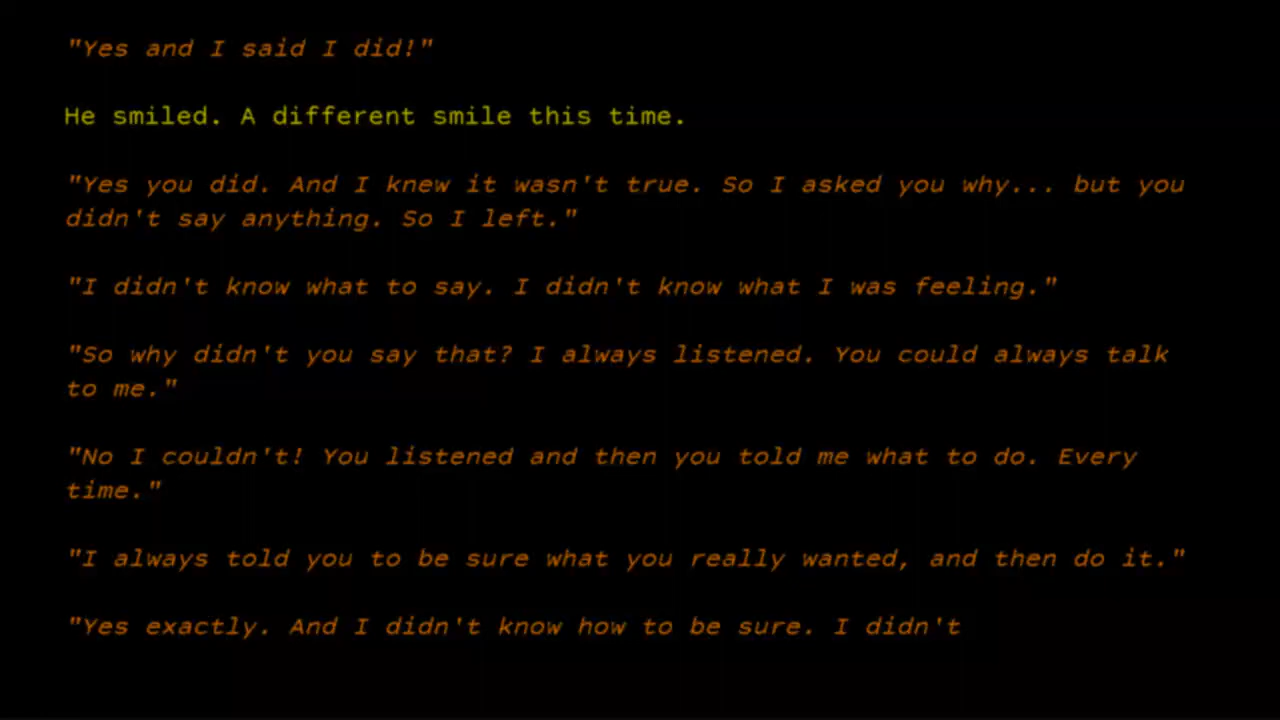 "Yes and I said I did!"
He smiled. A different smile this time.
"Yes you did. And I knew it wasn't true. So I asked you why... but you
didn't say anything. So I left."
"I didn't know what to say. I didn't know what I was feeling."
"So why didn't you say that? I always listened. You could always talk
to me."
"No I couldn't! You listened and then you told me what to do. Every
time."
"I always told you to be sure what you really wanted, and then do it."
"Yes exactly. And I didn't know how to be sure. I didn't